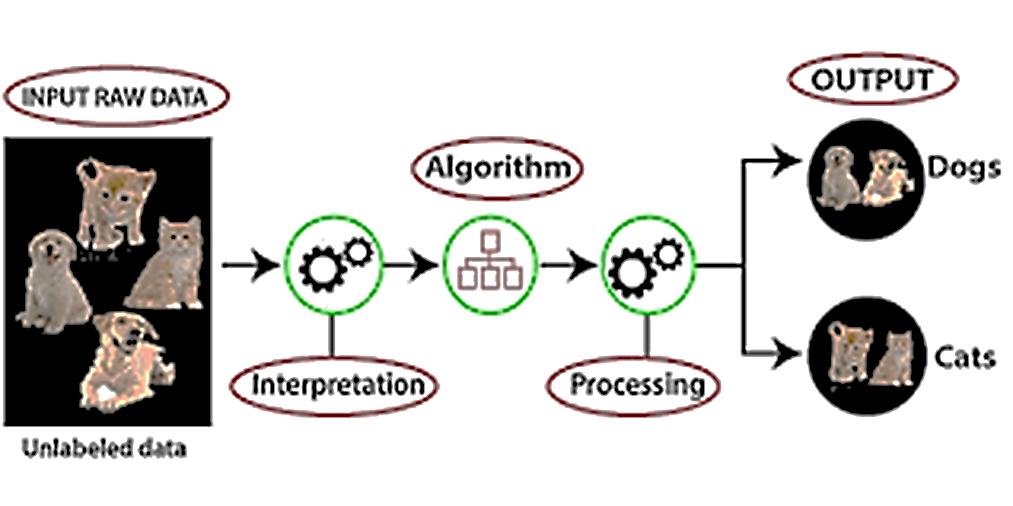 INPUT RAW DATA
OUTPUT
Algorithm
Dogs
Interpretation
Processing
Cats
Unlabeled data